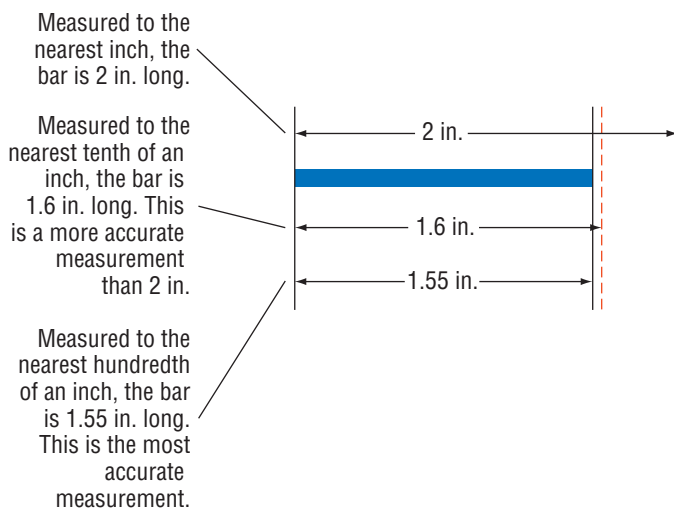 Measured to the
nearest inch, the
bar is 2 in. long.
Measured to the
nearest tenth of an
inch, the bar is
1.6 in. long. This
is a more accurate
measurement
than 2 in.
Measured to the
nearest hundredth
of an inch, the bar
is 1.55 in. long.
This is the most
accurate
measurement.
2 in.
1.6 in.
1.55 in.